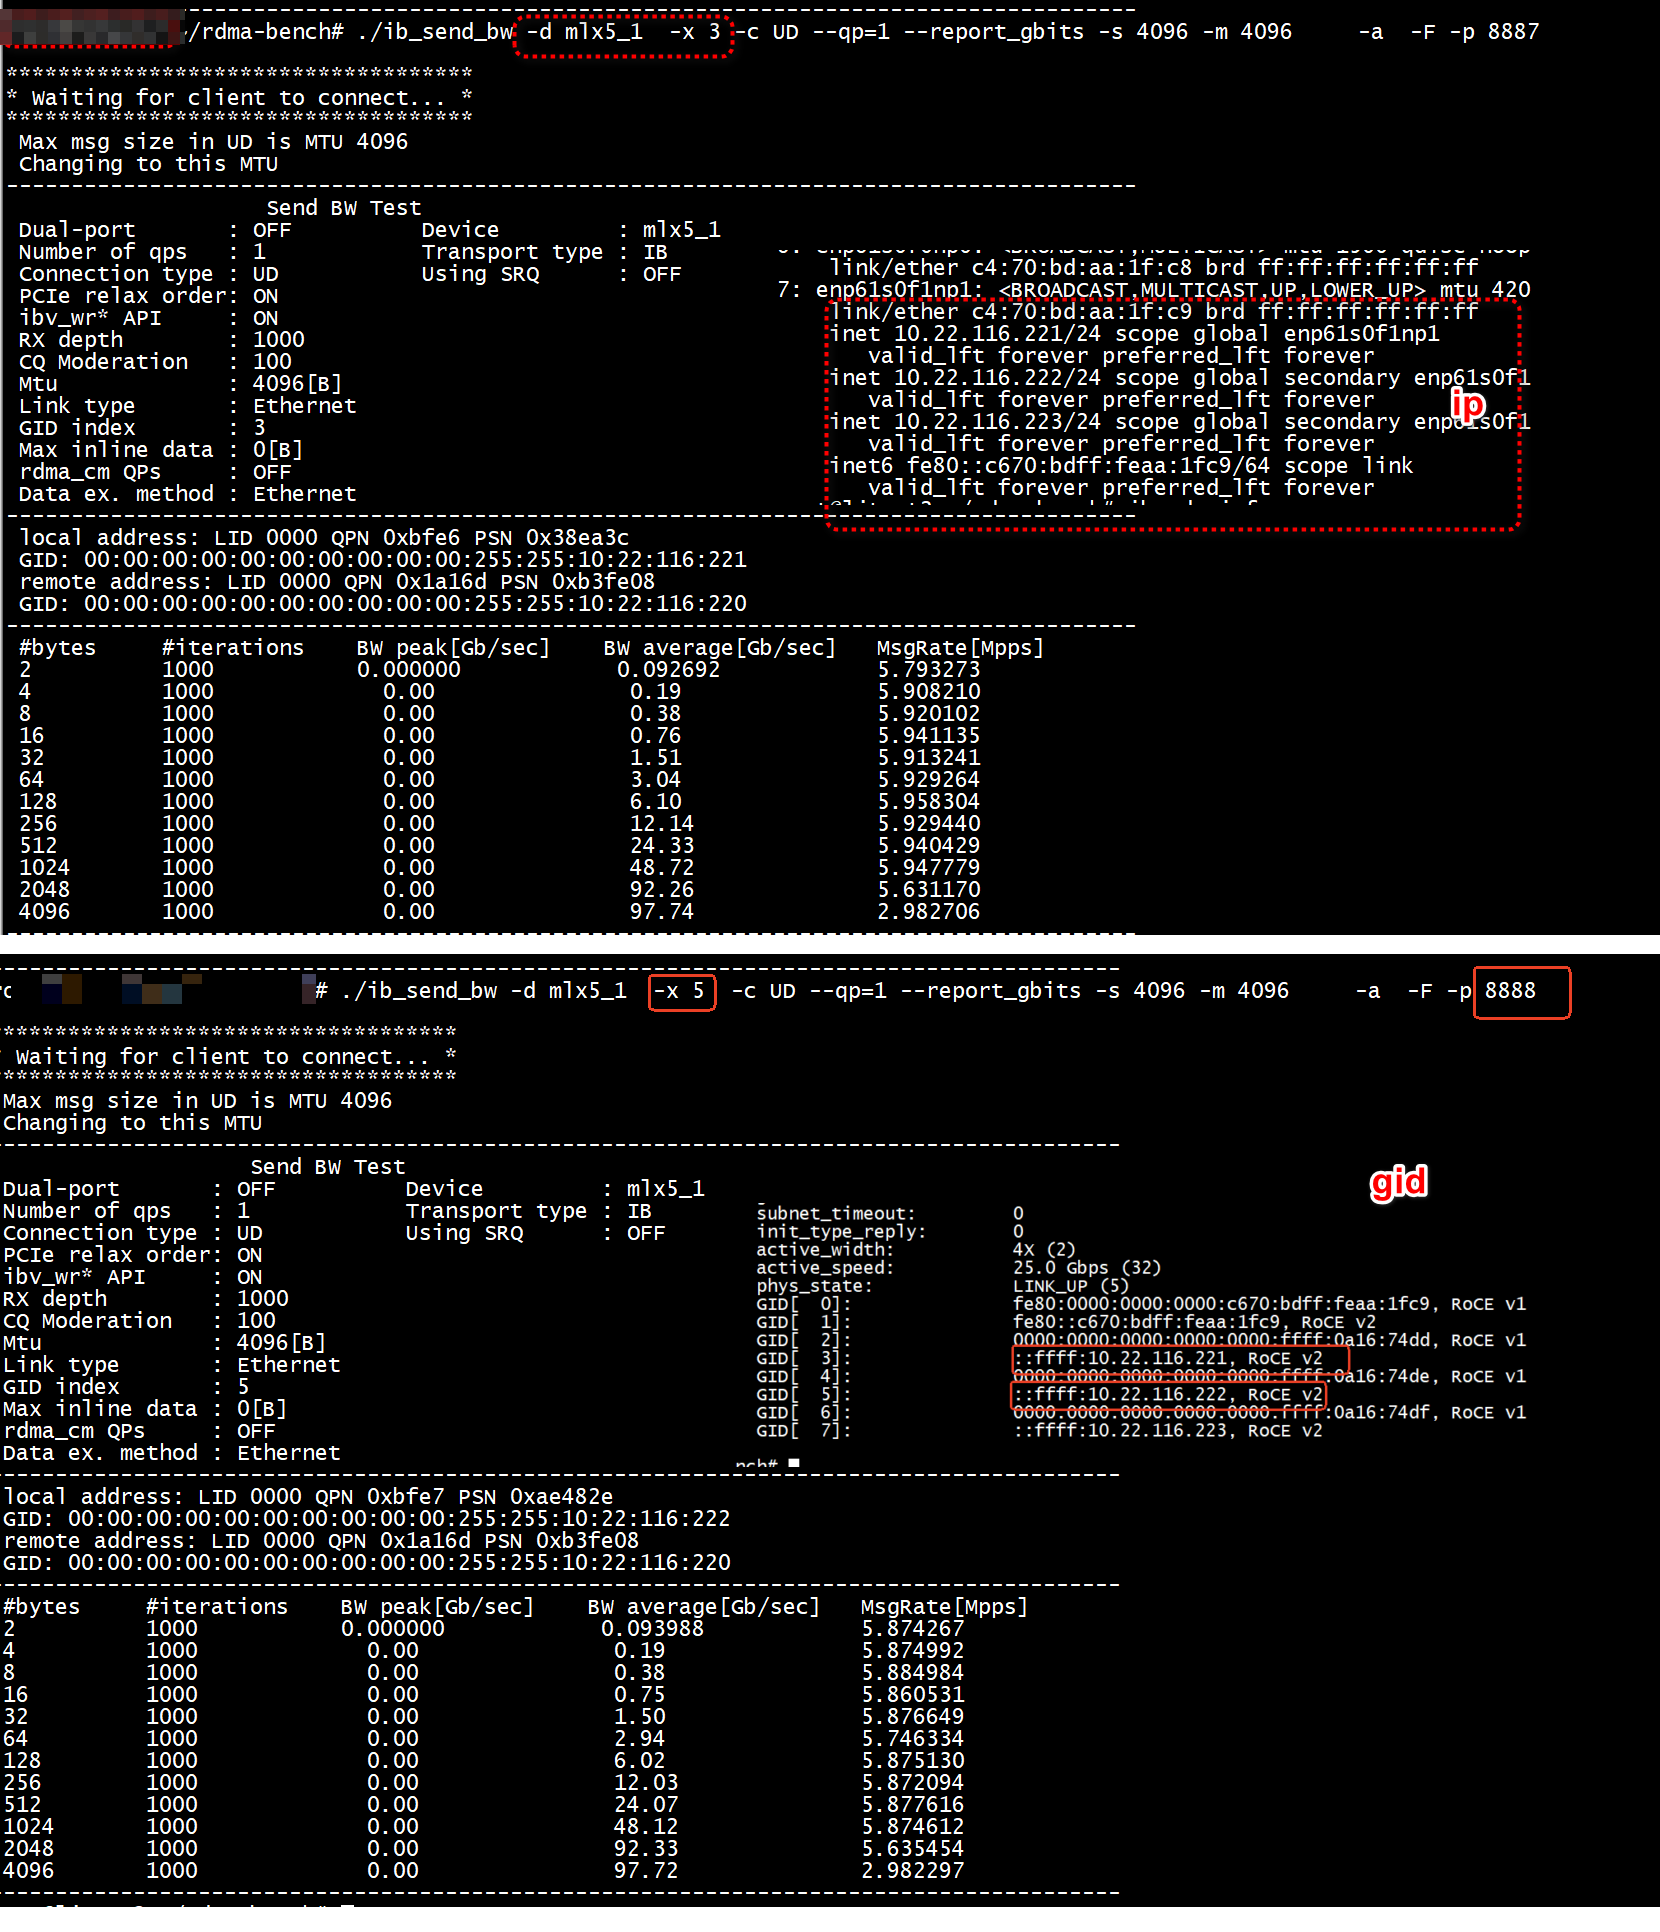 /rdma-bench# ./ib_send_bw -d mlx5_1 -x 3 -c UD --qp=1 --report_gbits -s 4096 -m 4096 -a -F -p 8887
************************************
* Waiting for client to connect... *
************************************
Max msg size in UD is MTU 4096
Changing to this MTU
Send BW Test
Dual-port : OFF Device : mlx5_1
Number of qps : 1 Transport type : IB
Connection type : UD Using SRQ : OFF
PCIe relax order: ON
ibv_wr* API : ON
RX depth : 1000
CQ Moderation : 100
Mtu : 4096[B]
Link type : Ethernet
GID index : 3
Max inline data : 0[B]
rdma_cm QPs : OFF
Data ex. method : Ethernet
link/ether c4:70:bd:aa:1f:c8 brd ff:ff:ff:ff:ff:ff
7: enp61s0f1np1: <BROADCAST,MULTICAST,UP,LOWER_UP> mtu 420
link/ether c4:70:bd:aa:1f:c9 brd ff:ff:ff:ff:ff:ff
inet 10.22.116.221/24 scope global enp61s0f1np1
valid_lft forever preferred_lft forever
inet 10.22.116.222/24 scope global secondary enp61s0f1
valid_lft forever preferred_lft forever
inet 10.22.116.223/24 scope global secondary enp61s0f1
valid_lft forever preferred_lft forever
inet6 fe80::c670:bdff:feaa:1fc9/64 scope link
valid_lft forever preferred_lft forever
ip
local address: LID 0000 QPN 0xbfe6 PSN 0x38ea3c
GID: 00:00:00:00:00:00:00:00:00:00:255:255:10:22:116:221
remote address: LID 0000 QPN 0x1a16d PSN 0xb3fe08
GID: 00:00:00:00:00:00:00:00:00:00:255:255:10:22:116:220
#bytes #iterations BW peak[Gb/sec] BW average[Gb/sec] MsgRate[Mpps]
2 1000 0.000000 0.092692 5.793273
4 1000 0.00 0.19 5.908210
8 1000 0.00 0.38 5.920102
16 1000 0.00 0.76 5.941135
32 1000 0.00 1.51 5.913241
64 1000 0.00 3.04 5.929264
128 1000 0.00 6.10 5.958304
256 1000 0.00 12.14 5.929440
512 1000 0.00 24.33 5.940429
1024 1000 0.00 48.72 5.947779
2048 1000 0.00 92.26 5.631170
4096 1000 0.00 97.74 2.982706
# ./ib_send_bw -d mlx5_1 -x 5 -c UD --qp=1 --report_gbits -s 4096 -m 4096 -a -F -p 8888
***********************************
Waiting for client to connect... *
***********************************
Max msg size in UD is MTU 4096
Changing to this MTU
Send BW Test
Dual-port : OFF Device : mlx5_1
Number of qps : 1 Transport type : IB
Connection type : UD Using SRQ : OFF
PCIe relax order: ON
ibv_wr* API : ON
RX depth : 1000
CQ Moderation : 100
Mtu : 4096[B]
Link type : Ethernet
GID index : 5
Max inline data : 0[B]
rdma_cm QPs : OFF
Data ex. method : Ethernet
gid
subnet_timeout: 0
init_type_reply: 0
active_width: 4X (2)
active_speed: 25.0 Gbps (32)
phys_state: LINK_UP (5)
GID[ 0]: fe80:0000:0000:0000:c670:bdff:feaa:1fc9, RoCE v1
GID[ 1]: fe80::c670:bdff:feaa:1fc9, RoCE v2
GID[ 2]: 0000:0000:0000:0000:0000:ffff:0a16:74dd, RoCE v1
GID[ 3]: ::ffff:10.22.116.221, RoCE v2
GID[ 4]: 0000:0000:0000:0000:0000:ffff:0a16:74de, RoCE v1
GID[ 5]: ::ffff:10.22.116.222, RoCE v2
GID[ 6]: 0000:0000:0000:0000:0000:ffff:0a16:74df, RoCE v1
GID[ 7]: ::ffff:10.22.116.223, RoCE v2
local address: LID 0000 QPN 0xbfe7 PSN 0xae482e
GID: 00:00:00:00:00:00:00:00:00:00:255:255:10:22:116:222
remote address: LID 0000 QPN 0x1a16d PSN 0xb3fe08
GID: 00:00:00:00:00:00:00:00:00:00:255:255:10:22:116:220
#bytes #iterations BW peak[Gb/sec] BW average[Gb/sec] MsgRate[Mpps]
2 1000 0.000000 0.093988 5.874267
4 1000 0.00 0.19 5.874992
8 1000 0.00 0.38 5.884984
16 1000 0.00 0.75 5.860531
32 1000 0.00 1.50 5.876649
64 1000 0.00 2.94 5.746334
128 1000 0.00 6.02 5.875130
256 1000 0.00 12.03 5.872094
512 1000 0.00 24.07 5.877616
1024 1000 0.00 48.12 5.874612
2048 1000 0.00 92.33 5.635454
4096 1000 0.00 97.72 2.982297